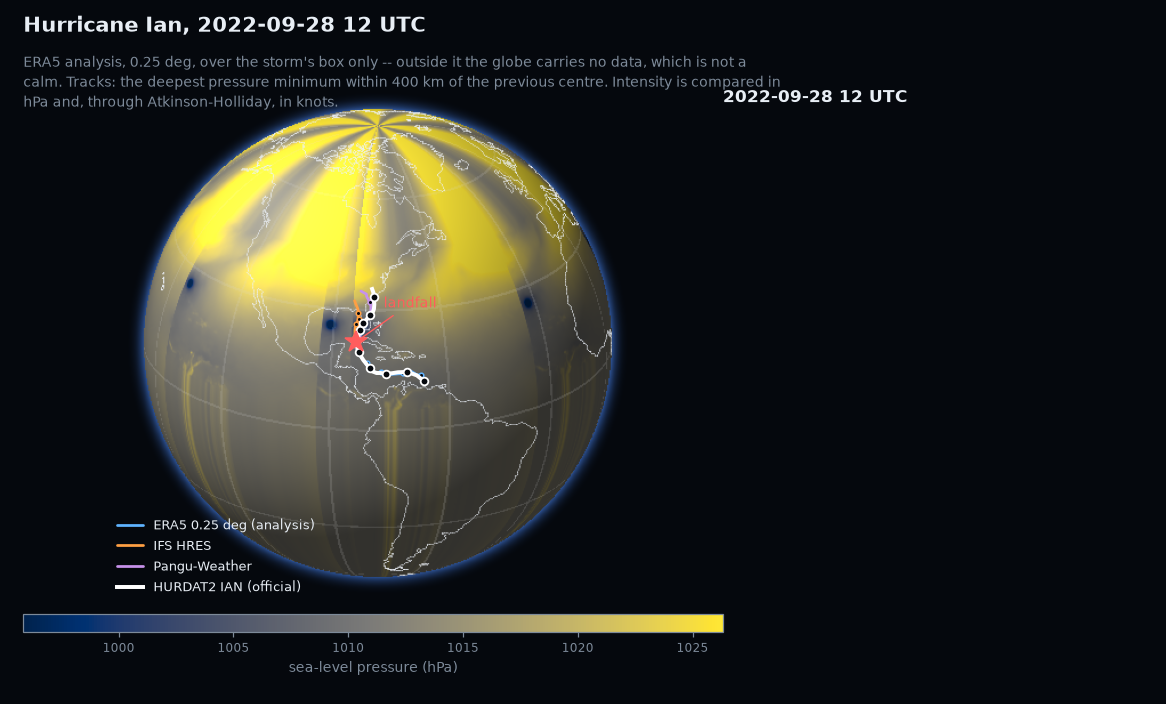 Hurricane Ian, 2022-09-28 12 UTC
ERA5 analysis, 0.25 deg, over the storm's box only -- outside it the globe carries no data, which is not a
calm. Tracks: the deepest pressure minimum within 400 km of the previous centre. Intensity is compared in
hPa and, through Atkinson-Holliday, in knots.
2022-09-28 12 UTC
landfall
ERA5 0.25 deg (analysis)
IFS HRES
Pangu-Weather
HURDAT2 IAN (official)
1000 1005 1010 1015 1020 1025
sea-level pressure (hPa)